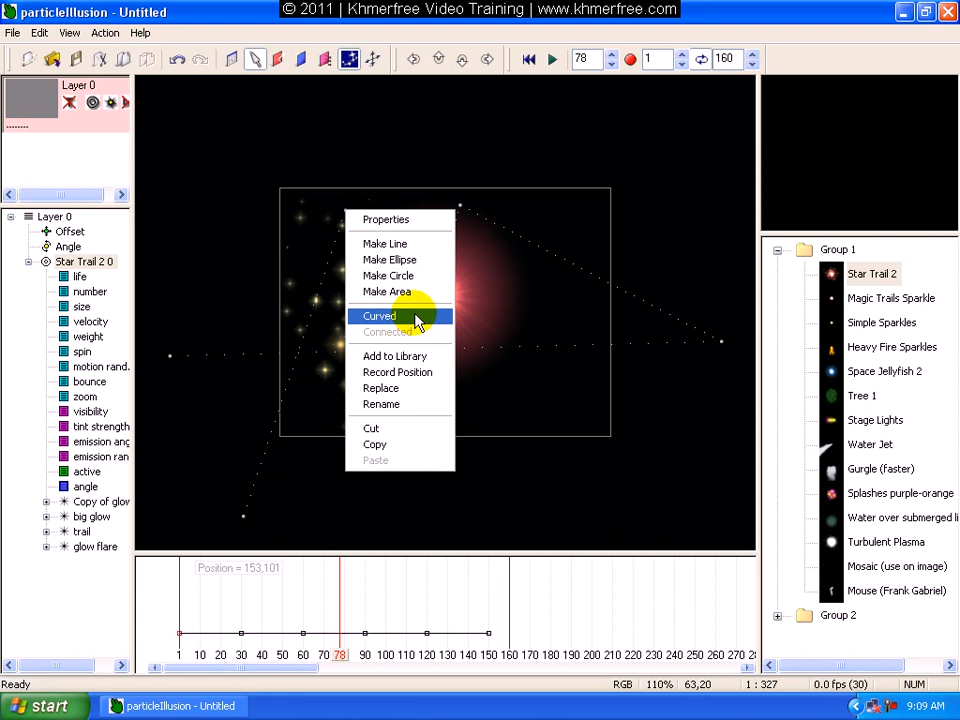 © 2011 | Khmerfree Video Training | www.khmerfree.com
particleIllusion - Untitled
File Edit View Action Help
78 1 160
Layer 0
--------
Layer 0
Offset
Angle
Star Trail 2 0
life
number
size
velocity
weight
spin
motion rand.
bounce
zoom
visibility
tint strength
emission ang
emission ran
active
angle
Copy of glow
big glow
trail
glow flare
Properties
Make Line
Make Ellipse
Make Circle
Make Area
Curved
Connected
Add to Library
Record Position
Replace
Rename
Cut
Copy
Paste
Group 1
Star Trail 2
Magic Trails Sparkle
Simple Sparkles
Heavy Fire Sparkles
Space Jellyfish 2
Tree 1
Stage Lights
Water Jet
Gurgle (faster)
Splashes purple-orange
Water over submerged li
Turbulent Plasma
Mosaic (use on image)
Mouse (Frank Gabriel)
Group 2
Position = 153,101
1 10 20 30 40 50 60 78 90 100 110 120 130 140 150 160 170 180 190 200 210 220 230 240 250 260 270 2
Ready RGB 110% 63,20 1 : 327 0.0 fps (30) NUM
start particleIllusion - Untitled 9:09 AM